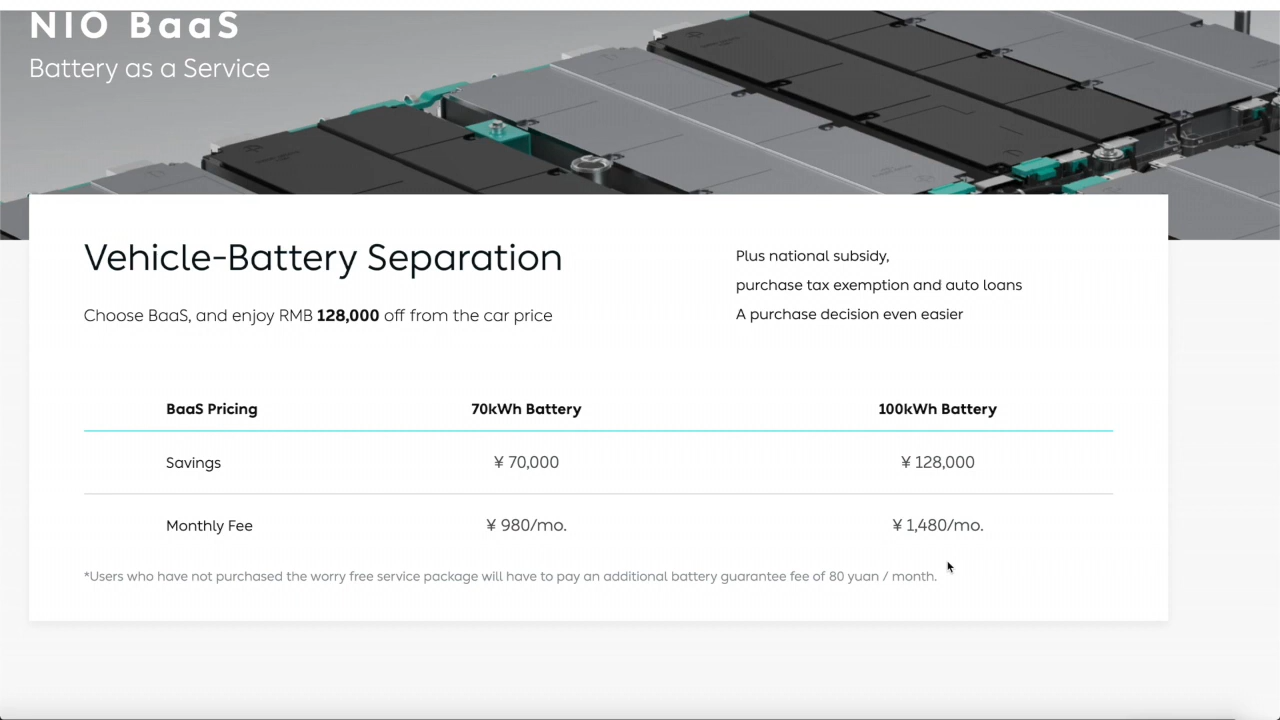 NIO BaaS
Battery as a Service
Vehicle-Battery Separation
Choose BaaS, and enjoy RMB 128,000 off from the car price
Plus national subsidy,
purchase tax exemption and auto loans
A purchase decision even easier
BaaS Pricing 70kWh Battery 100kWh Battery
Savings ¥ 70,000 ¥ 128,000
Monthly Fee ¥ 980/mo. ¥ 1,480/mo.
*Users who have not purchased the worry free service package will have to pay an additional battery guarantee fee of 80 yuan / month.